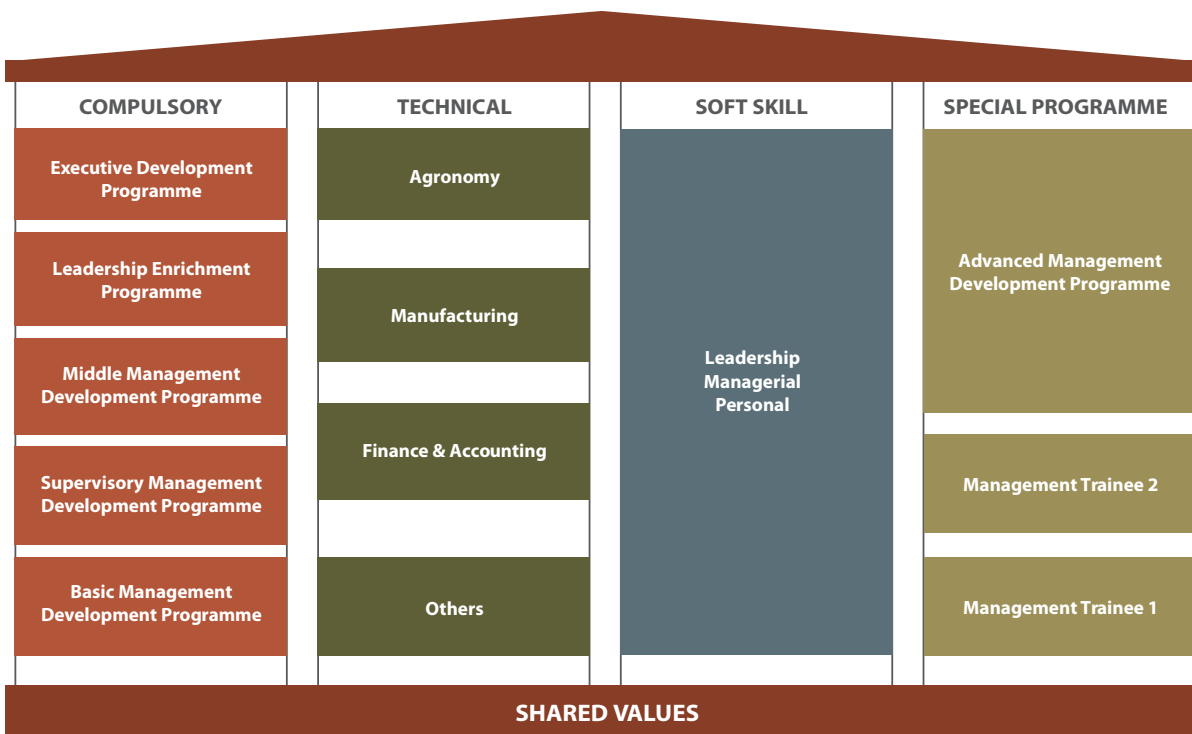 COMPULSORY
Executive Development
Programme
Leadership Enrichment
Programme
Middle Management
Development Programme
Supervisory Management
Development Programme
Basic Management
Development Programme
TECHNICAL
Agronomy
Manufacturing
Finance & Accounting
Others
SOFT SKILL
Leadership
Managerial
Personal
SPECIAL PROGRAMME
Advanced Management
Development Programme
Management Trainee 2
Management Trainee 1
SHARED VALUES